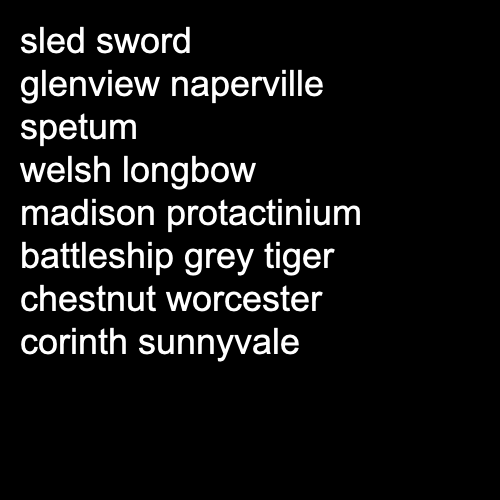 sled sword
glenview naperville
spetum
welsh longbow
madison protactinium
battleship grey tiger
chestnut worcester
corinth sunnyvale